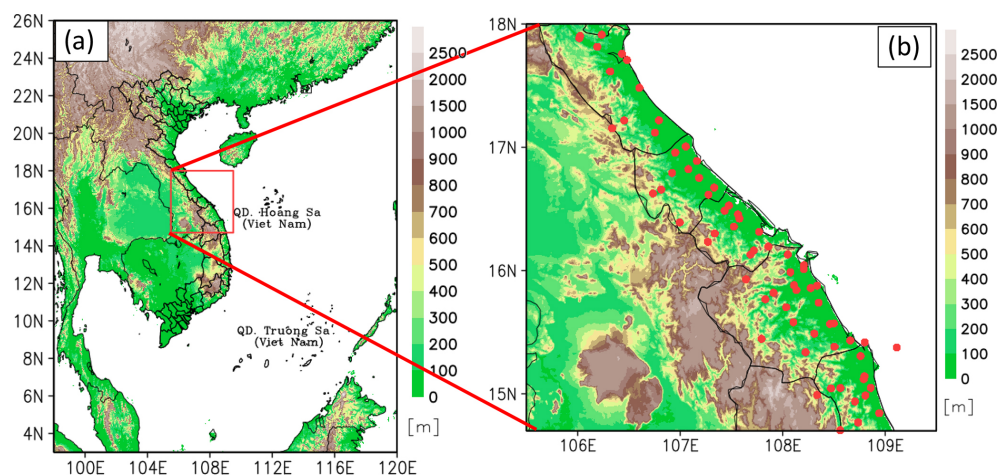 (a)
26N
24N
22N
20N
18N
16N
14N
12N
10N
8N
6N
4N
100E
104E
108E
112E
116E
120E
QD. Hoàng Sa
(Viet Nam)
QD. Trường Sa
(Viet Nam)
2500
2000
1500
1000
900
800
700
600
500
400
300
200
100
0
[m]
(b)
18N
17N
16N
15N
106E
107E
108E
109E
2500
2000
1500
1000
900
800
700
600
500
400
300
200
100
0
[m]